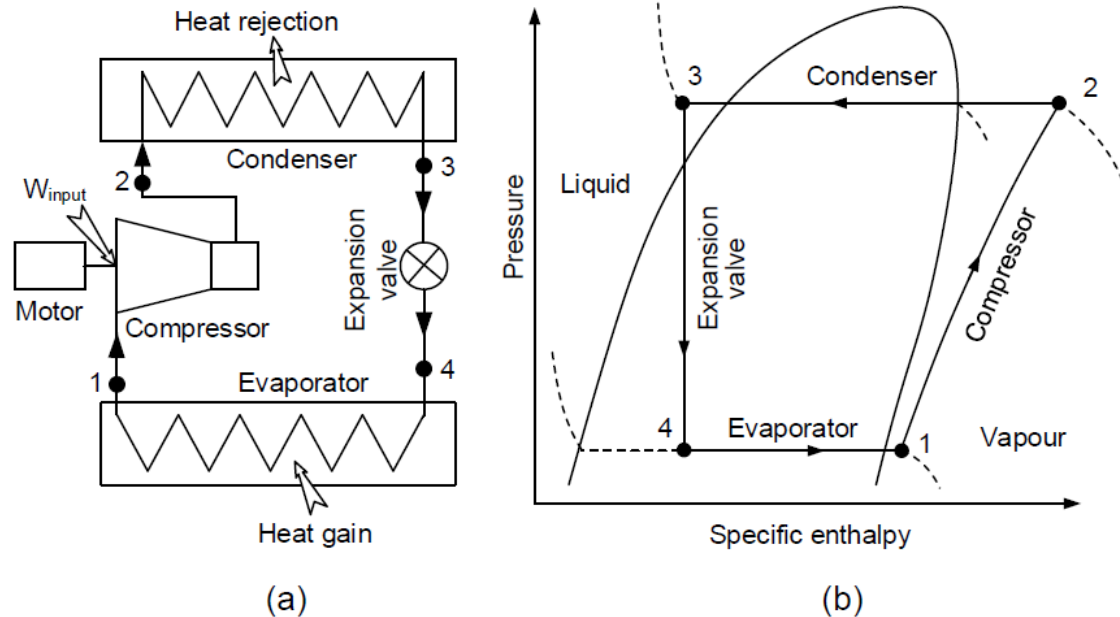 Heat rejection
Condenser
2
3
W_input
Motor
Compressor
Expansion
valve
1
4
Evaporator
Heat gain
(a)
3
Condenser
2
Liquid
Pressure
Expansion
valve
Compressor
4
Evaporator
1
Vapour
Specific enthalpy
(b)